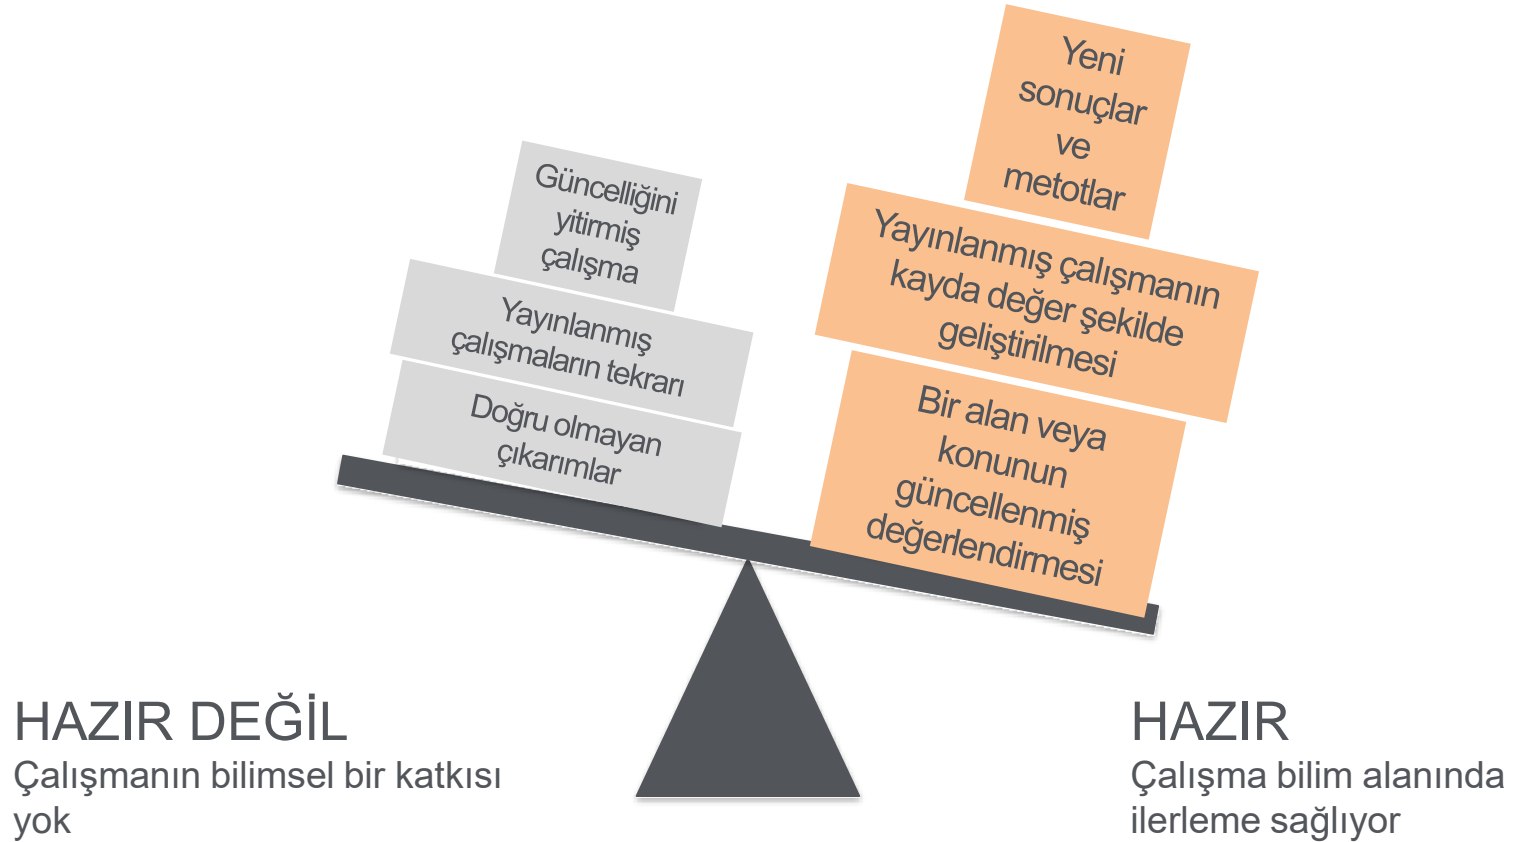 Yeni
sonuçlar
ve
metotlar
Güncelliğini
yitirmiş
çalışma
Yayınlanmış çalışmanın
kayda değer şekilde
geliştirilmesi
Yayınlanmış
çalışmaların tekrarı
Bir alan veya
konunun
güncellenmiş
değerlendirmesi
Doğru olmayan
çıkarımlar
HAZIR DEĞİL
Çalışmanın bilimsel bir katkısı
yok
HAZIR
Çalışma bilim alanında
ilerleme sağlıyor